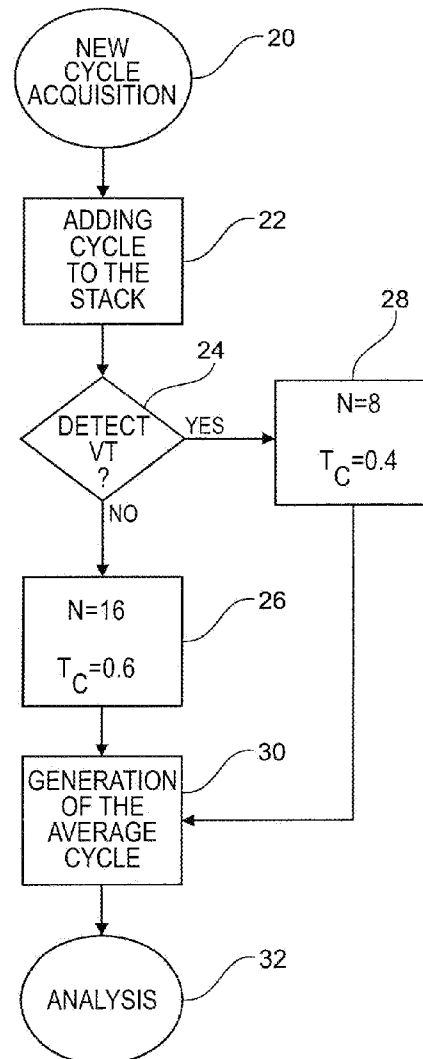 NEW
CYCLE
ACQUISITION
20
ADDING
CYCLE
TO THE
STACK
22
24
DETECT
VT
?
YES
NO
28
N=8
T_C=0.4
26
N=16
T_C=0.6
30
GENERATION
OF THE
AVERAGE
CYCLE
ANALYSIS
32